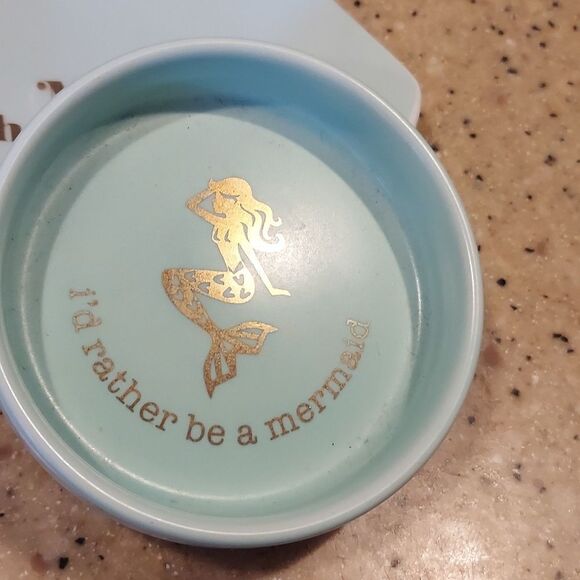 i'd rather be a mermaid